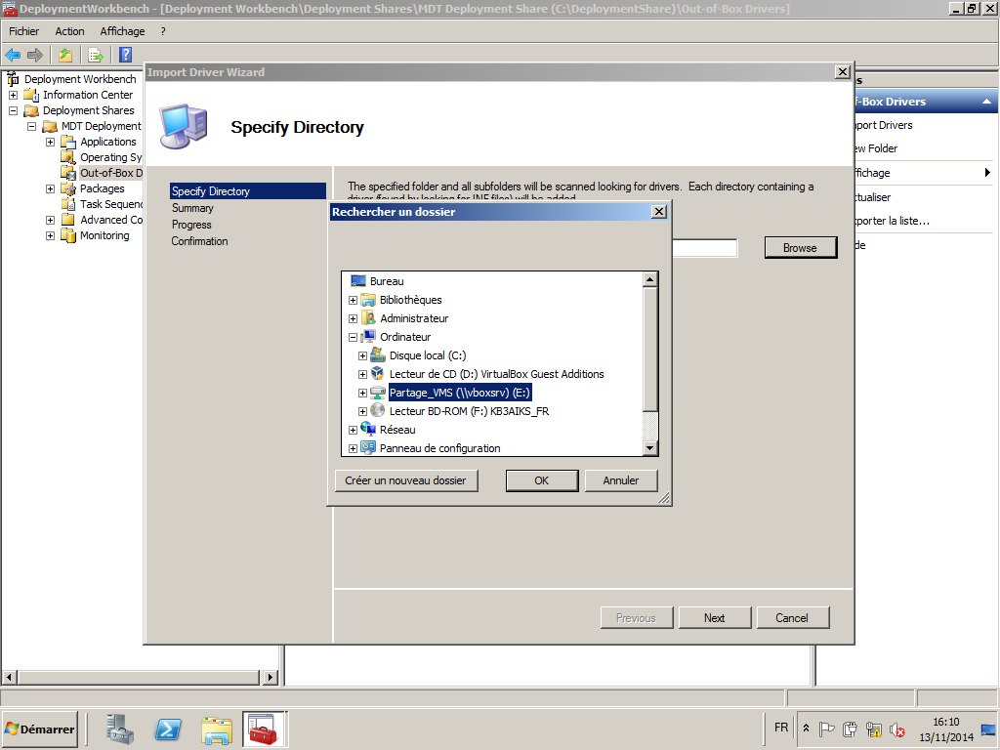 DeploymentWorkbench - [Deployment Workbench\Deployment Shares\MDT Deployment Share (C:\DeploymentShare)\Out-of-Box Drivers]
Fichier Action Affichage ?
Deployment Workbench
Information Center
Deployment Shares
MDT Deployment
Applications
Operating Sy
Out-of-Box D
Packages
Task Sequenc
Advanced Co
Monitoring
Import Driver Wizard
Specify Directory
Specify Directory
Summary
Progress
Confirmation
The specified folder and all subfolders will be scanned looking for drivers. Each directory containing a
driver (found by looking for INF files) will be added.
Browse
Rechercher un dossier
Bureau
Bibliothèques
Administrateur
Ordinateur
Disque local (C:)
Lecteur de CD (D:) VirtualBox Guest Additions
Partage_VMS (\\vboxsrv) (E:)
Lecteur BD-ROM (F:) KB3AIKS_FR
Réseau
Panneau de configuration
Créer un nouveau dossier
OK
Annuler
Previous
Next
Cancel
s
f-Box Drivers
port Drivers
ew Folder
ffichage
ctualiser
xporter la liste...
de
Démarrer
FR
16:10
13/11/2014